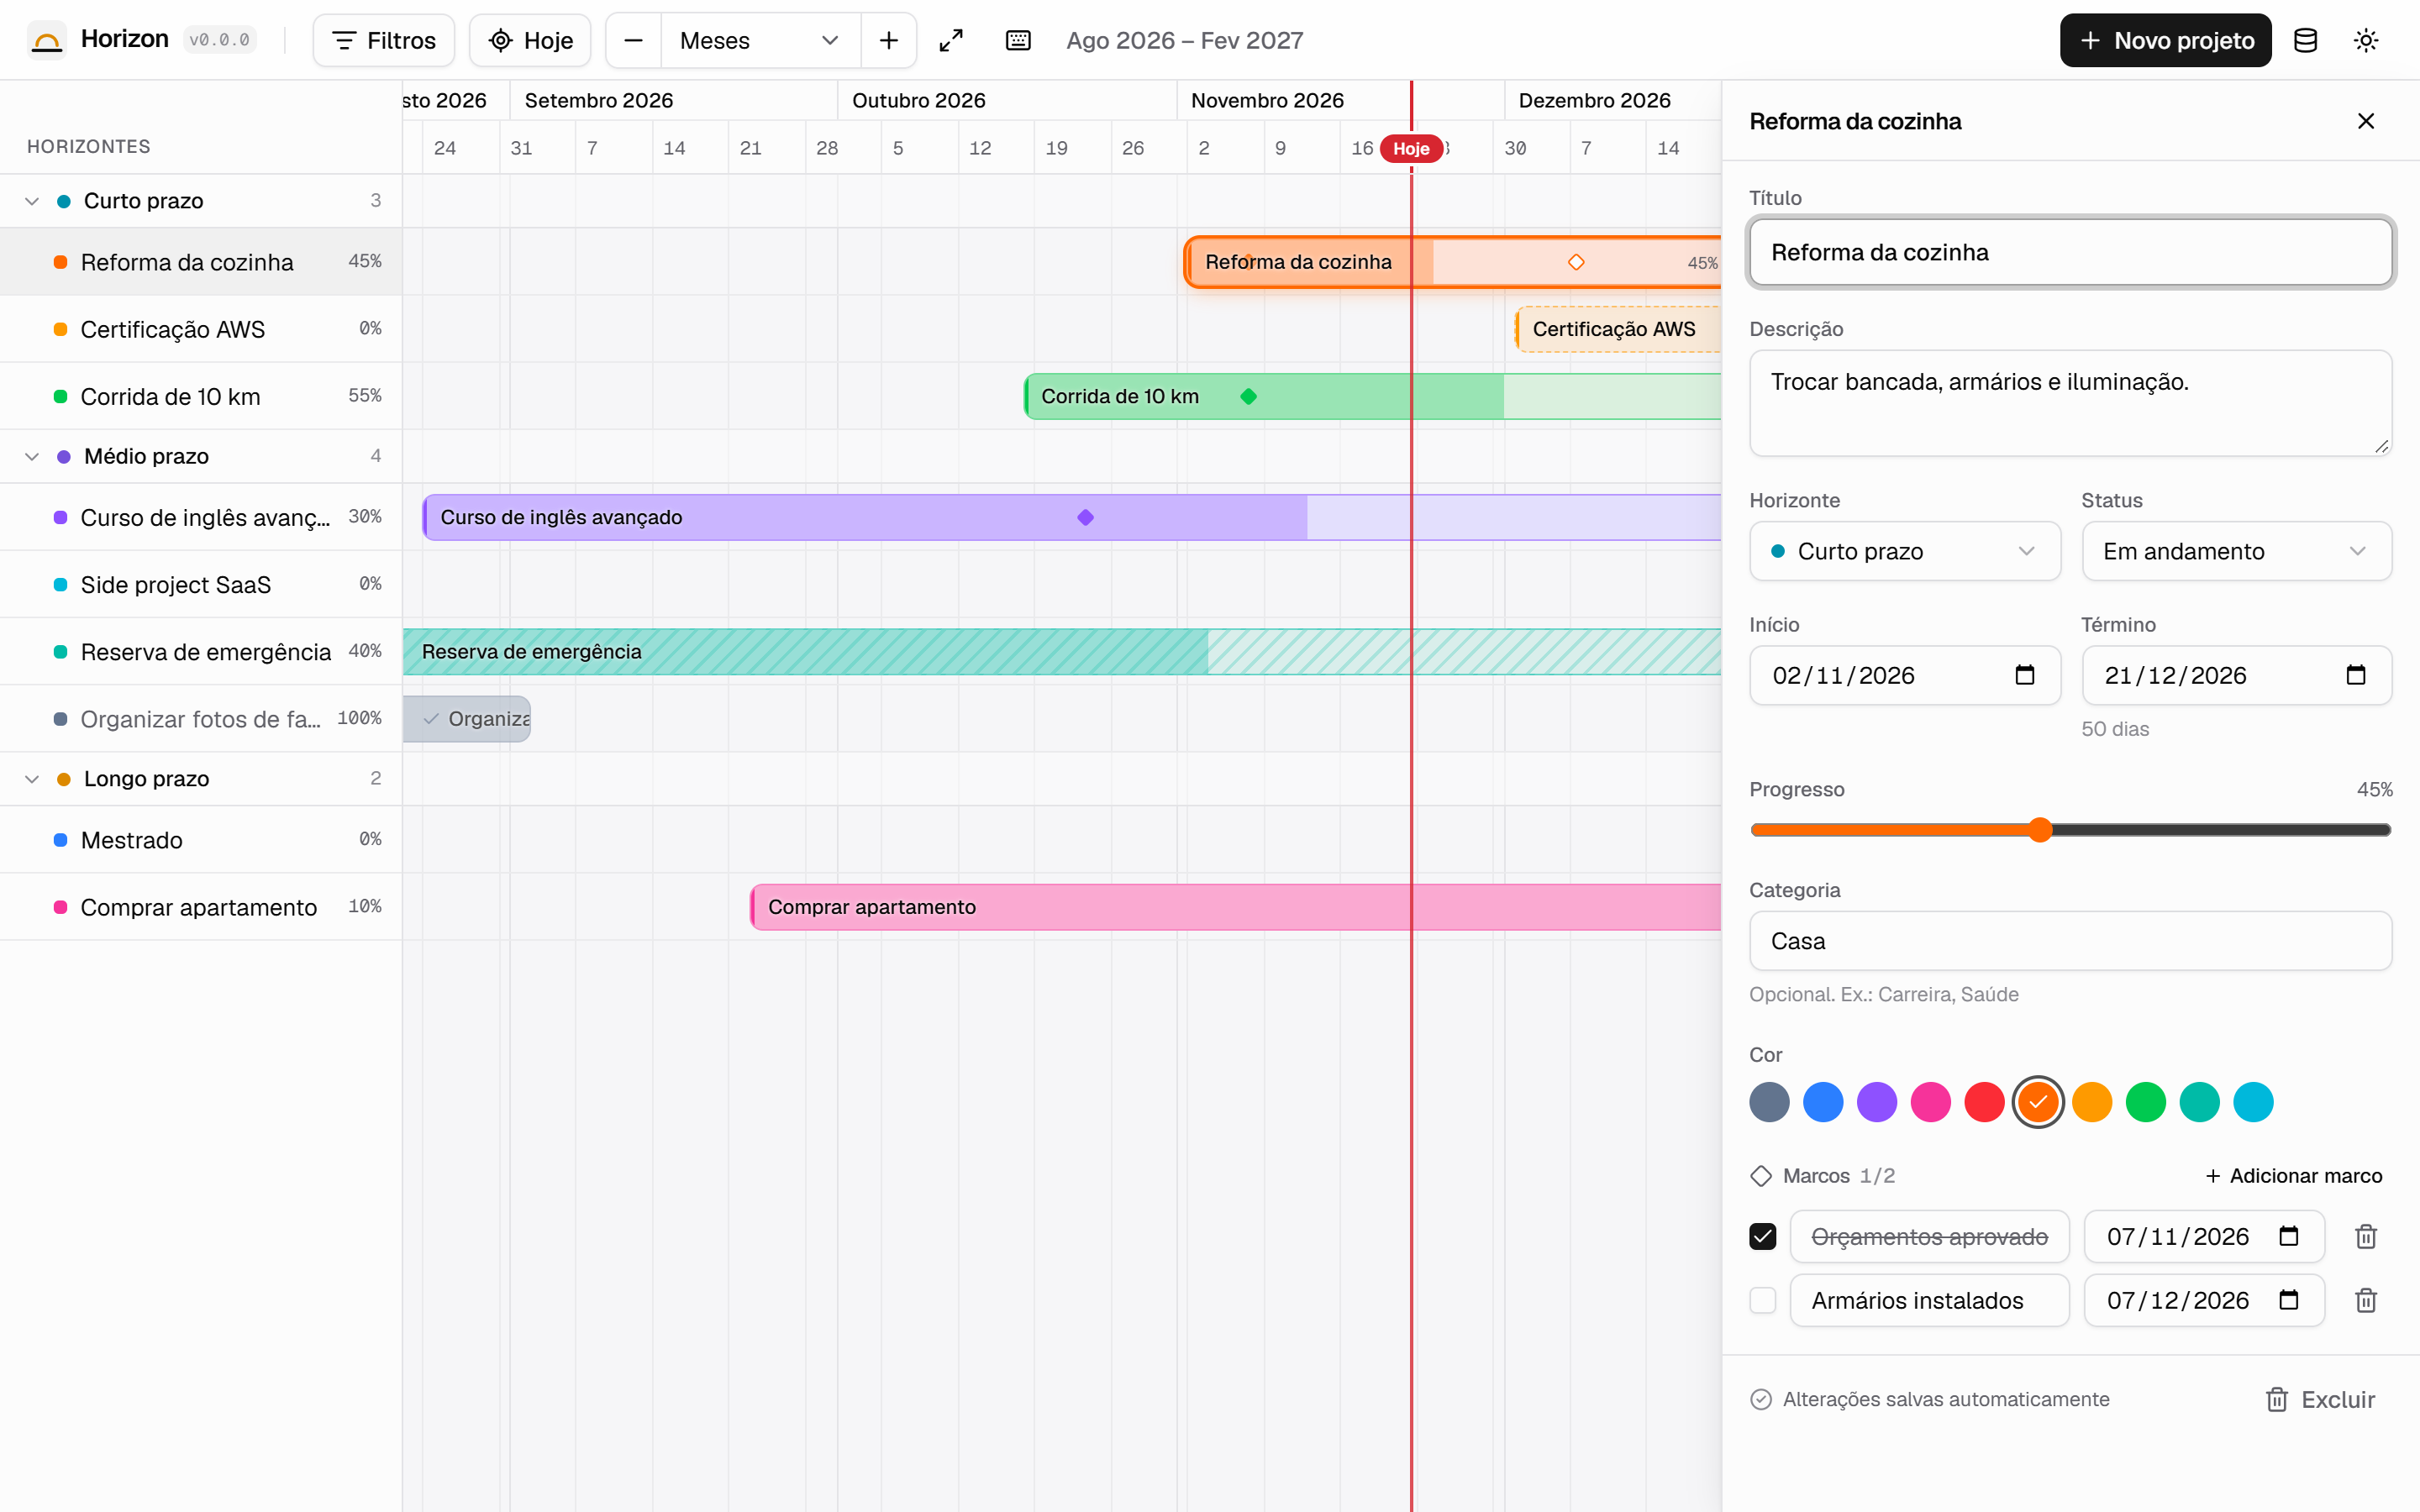 Horizon v0.0.0 Filtros Hoje Meses Ago 2026 – Fev 2027 Novo projeto
sto 2026 Setembro 2026 Outubro 2026 Novembro 2026 Dezembro 2026
HORIZONTES
24 31 7 14 21 28 5 12 19 26 2 9 16 Hoje 30 7 14
Curto prazo 3
Reforma da cozinha 45% Reforma da cozinha 45%
Certificação AWS 0% Certificação AWS
Corrida de 10 km 55% Corrida de 10 km
Médio prazo 4
Curso de inglês avanç... 30% Curso de inglês avançado
Side project SaaS 0%
Reserva de emergência 40% Reserva de emergência
Organizar fotos de fa... 100% Organiza
Longo prazo 2
Mestrado 0%
Comprar apartamento 10% Comprar apartamento
Reforma da cozinha
Título
Reforma da cozinha
Descrição
Trocar bancada, armários e iluminação.
Horizonte Status
Curto prazo Em andamento
Início Término
02/11/2026 21/12/2026
50 dias
Progresso 45%
Categoria
Casa
Opcional. Ex.: Carreira, Saúde
Cor
Marcos 1/2 Adicionar marco
Orçamentos aprovado 07/11/2026
Armários instalados 07/12/2026
Alterações salvas automaticamente Excluir